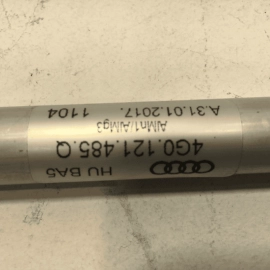 HU BA5
4G0.121.485.Q
AlMn1/AlMg3
A.31.01.2017. 1104